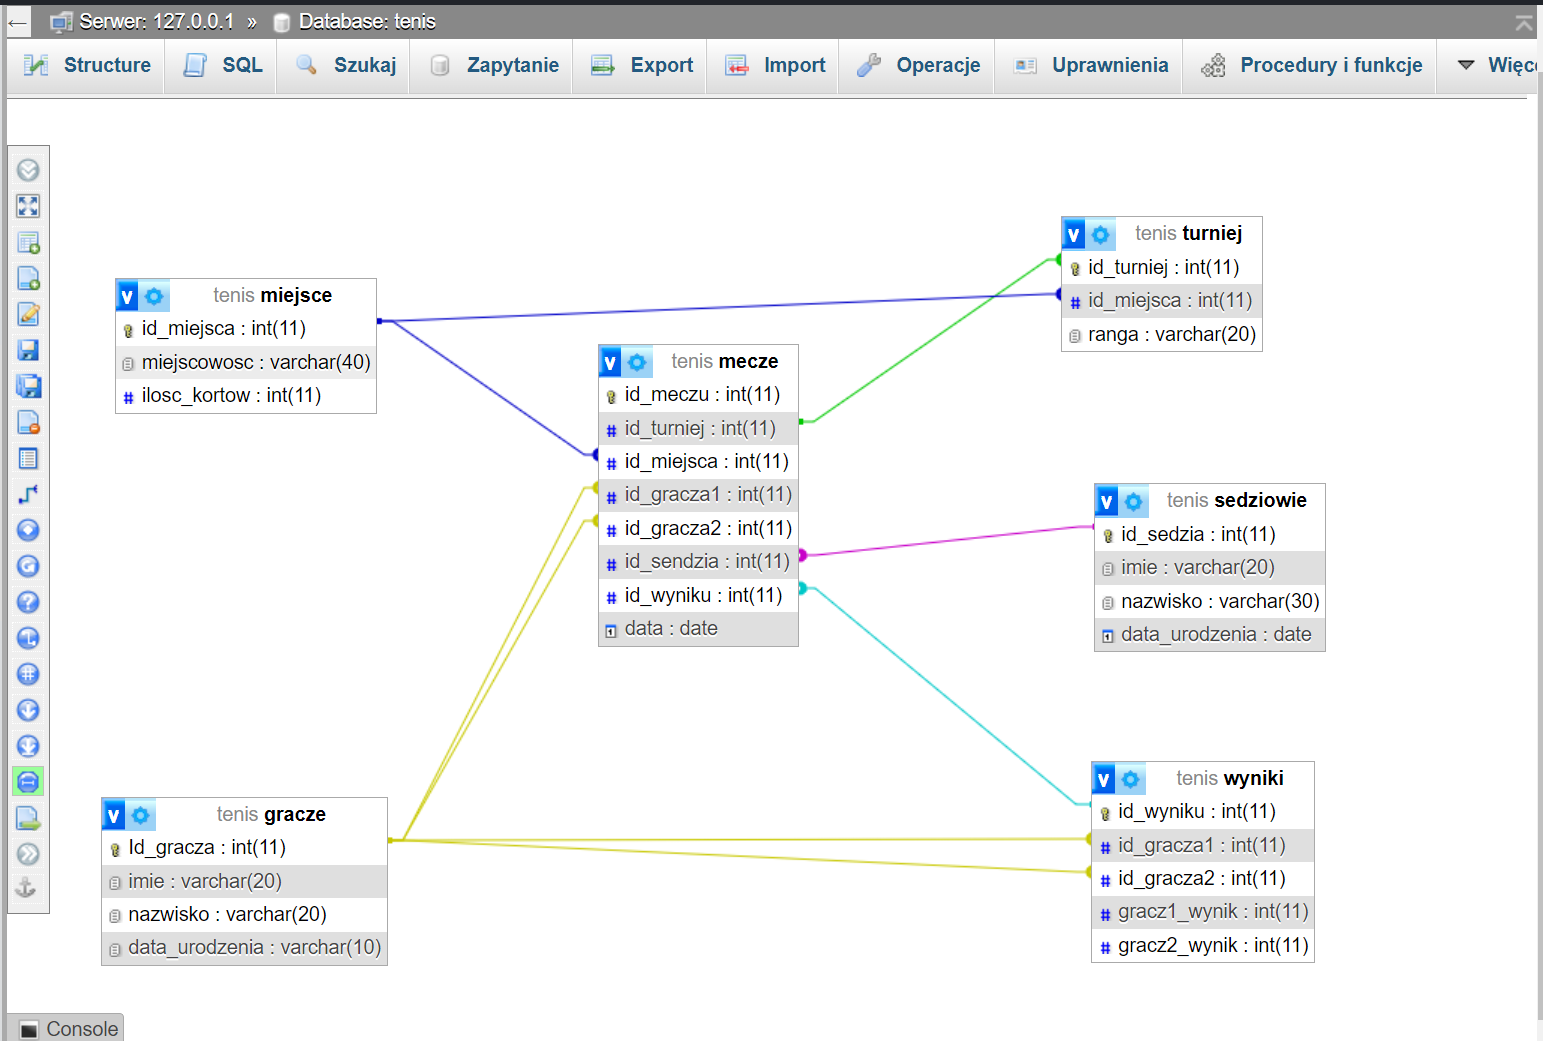 Serwer: 127.0.0.1 » Database: tenis
Structure SQL Szukaj Zapytanie Export Import Operacje Uprawnienia Procedury i funkcje
tenis miejsce
id_miejsca : int(11)
miejscowosc : varchar(40)
ilosc_kortow : int(11)
tenis mecze
id_meczu : int(11)
id_turniej : int(11)
id_miejsca : int(11)
id_gracza1 : int(11)
id_gracza2 : int(11)
id_sendzia : int(11)
id_wyniku : int(11)
data : date
tenis turniej
id_turniej : int(11)
id_miejsca : int(11)
ranga : varchar(20)
tenis sedziowie
id_sedzia : int(11)
imie : varchar(20)
nazwisko : varchar(30)
data_urodzenia : date
tenis gracze
Id_gracza : int(11)
imie : varchar(20)
nazwisko : varchar(20)
data_urodzenia : varchar(10)
tenis wyniki
id_wyniku : int(11)
id_gracza1 : int(11)
id_gracza2 : int(11)
gracz1_wynik : int(11)
gracz2_wynik : int(11)
Console